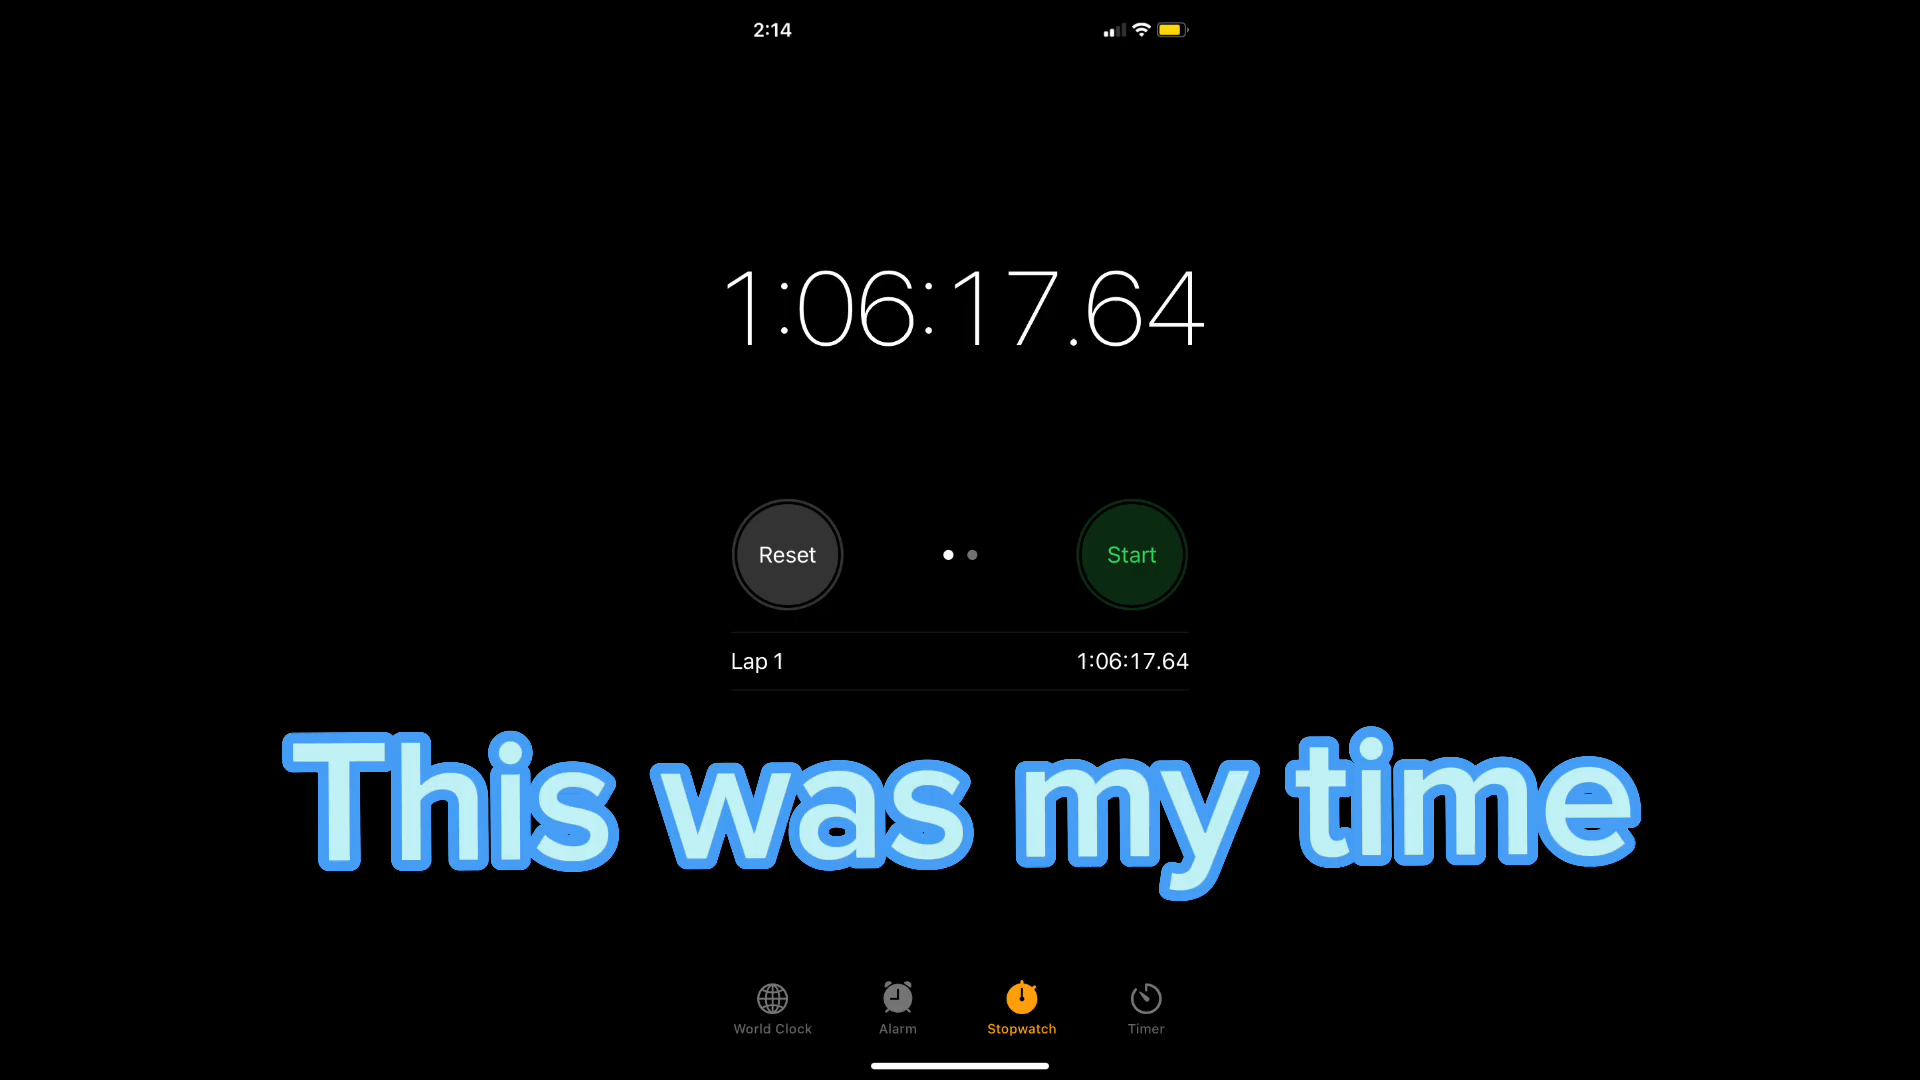 2:14
1:06:17.64
Reset Start
Lap 1 1:06:17.64
This was my time
World Clock Alarm Stopwatch Timer